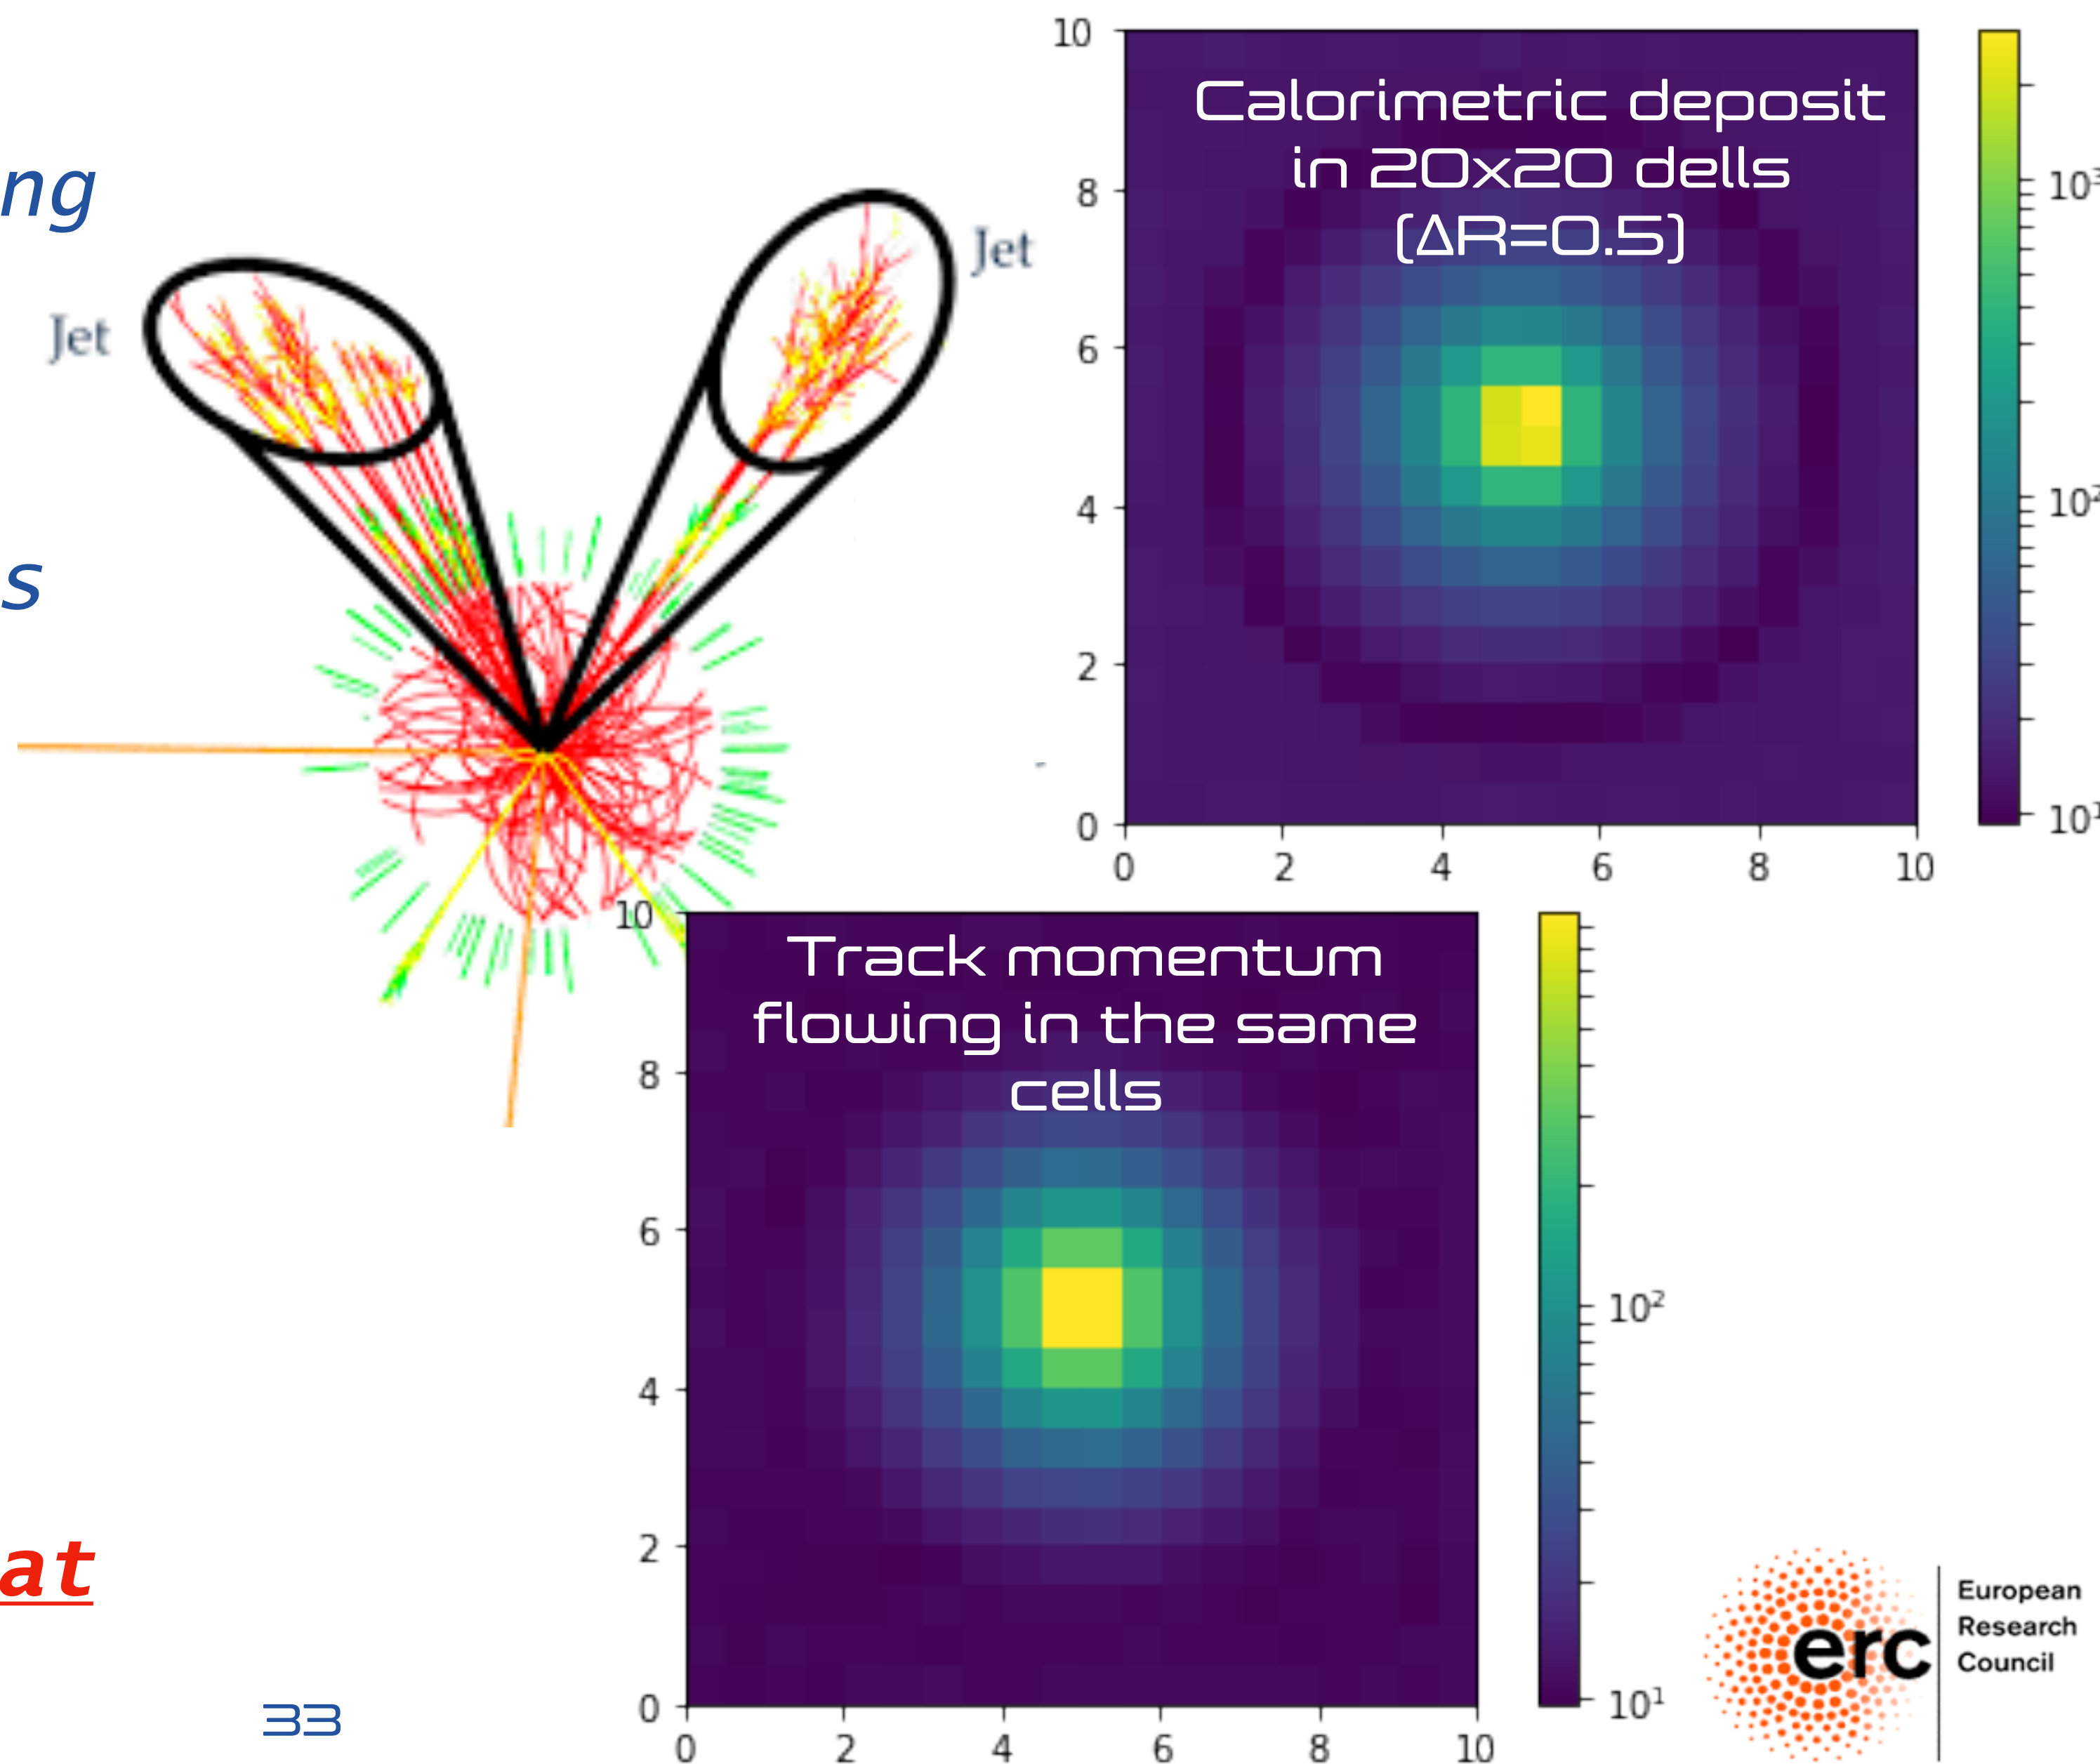 ng
s
at
33
Jet
Jet
Calorimetric deposit
in 20x20 dells
(ΔR=0.5)
10
8
6
4
2
0
0 2 4 6 8 10
10³
10²
10¹
Track momentum
flowing in the same
cells
10
8
6
4
2
0
0 2 4 6 8 10
10²
10¹
erc
European
Research
Council